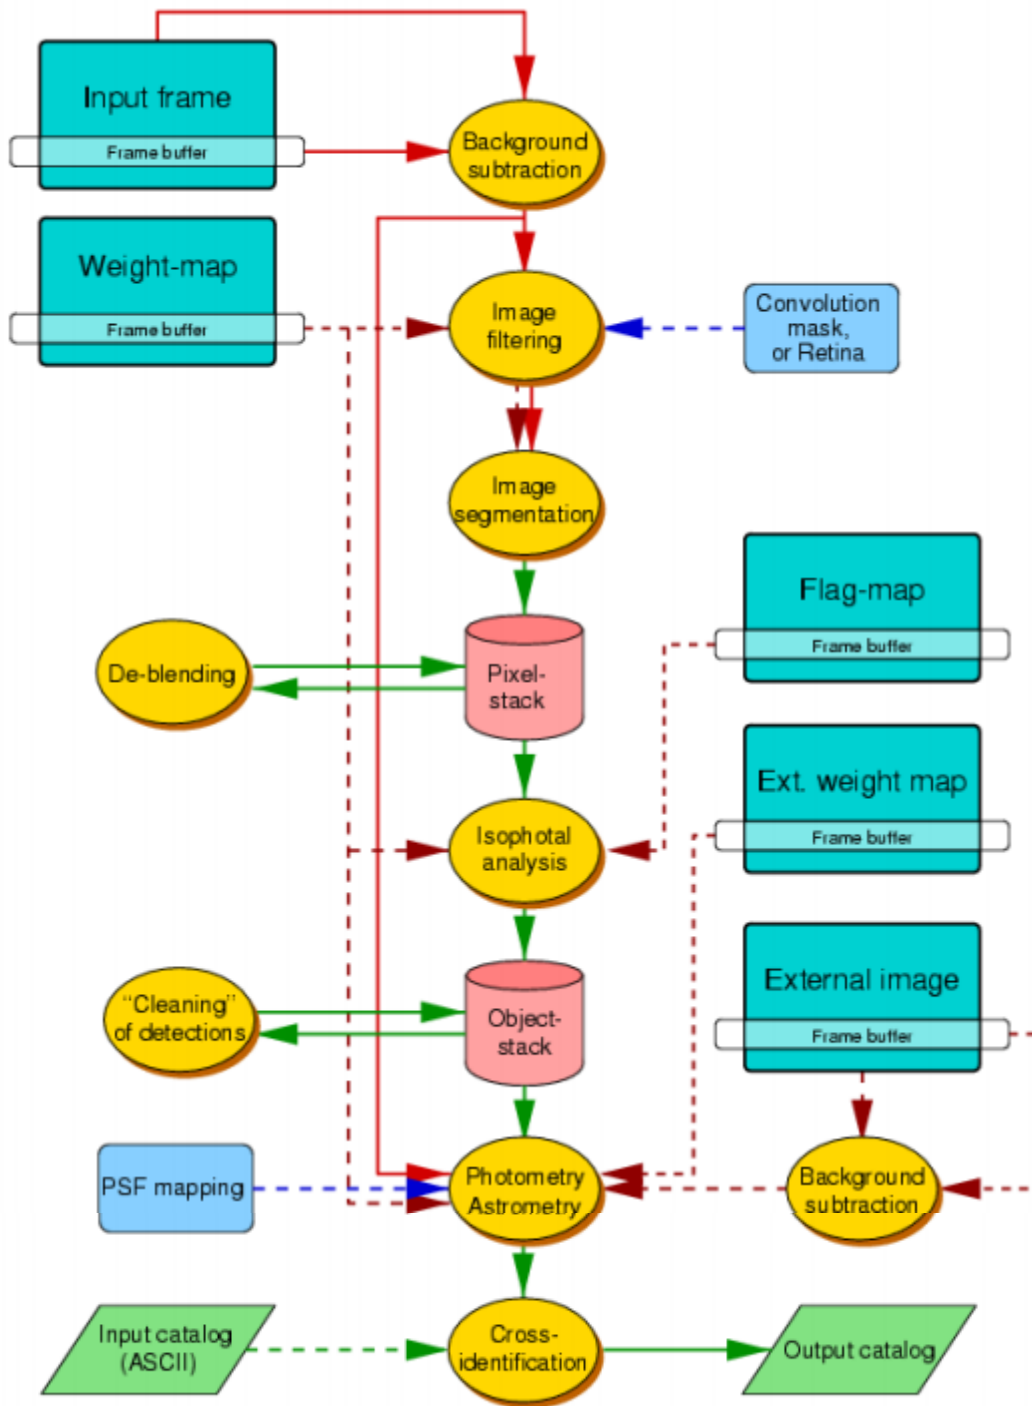 Input frame
Frame buffer
Background
subtraction
Weight-map
Frame buffer
Image
filtering
Convolution
mask,
or Retina
Image
segmentation
Flag-map
Frame buffer
De-blending
Pixel-
stack
Ext. weight map
Frame buffer
Isophotal
analysis
External image
Frame buffer
“Cleaning”
of detections
Object-
stack
PSF mapping
Photometry
Astrometry
Background
subtraction
Input catalog
(ASCII)
Cross-
identification
Output catalog